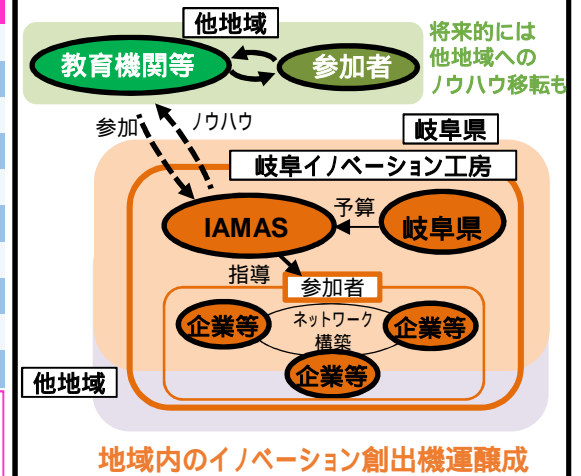 他地域
教育機関等
参加者
将来的には
他地域への
ノウハウ移転も
参加
ノウハウ
岐阜県
岐阜イノベーション工房
IAMAS
予算
岐阜県
指導
参加者
企業等
ネットワーク
構築
企業等
企業等
他地域
地域内のイノベーション創出機運醸成